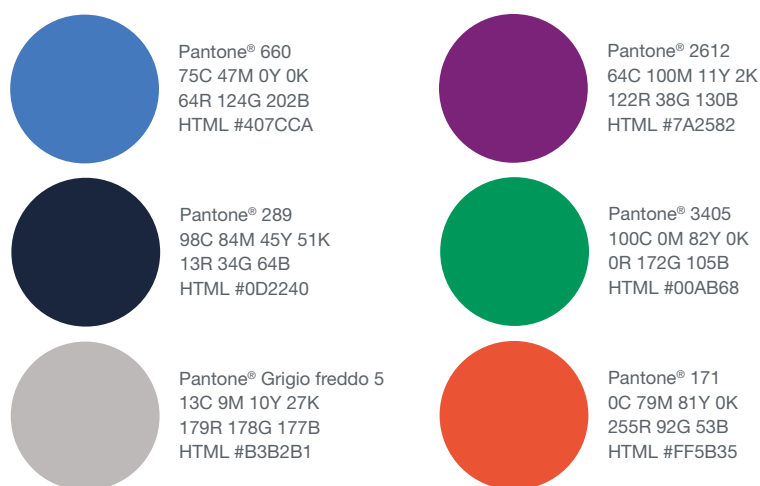 Pantone® 660
75C 47M 0Y 0K
64R 124G 202B
HTML #407CCA
Pantone® 289
98C 84M 45Y 51K
13R 34G 64B
HTML #0D2240
Pantone® Grigio freddo 5
13C 9M 10Y 27K
179R 178G 177B
HTML #B3B2B1
Pantone® 2612
64C 100M 11Y 2K
122R 38G 130B
HTML #7A2582
Pantone® 3405
100C 0M 82Y 0K
0R 172G 105B
HTML #00AB68
Pantone® 171
0C 79M 81Y 0K
255R 92G 53B
HTML #FF5B35